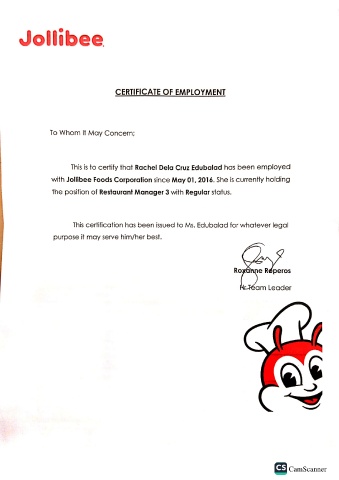 Jollibee
CERTIFICATE OF EMPLOYMENT
To Whom It May Concern;
This is to certify that Rachel Dela Cruz Edubalad has been employed
with Jollibee Foods Corporation since May 01, 2016. She is currently holding
the position of Restaurant Manager 3 with Regular status.
This certification has been issued to Ms. Edubalad for whatever legal
purpose it may serve him/her best.
Roxanne Reperos
Team Leader
CS CamScanner